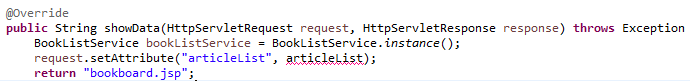 @Override
public String showData(HttpServletRequest request, HttpServletResponse response) throws Exception
BookListService bookListService = BookListService.instance();
request.setAttribute("articleList", articleList);
return "bookboard.jsp";